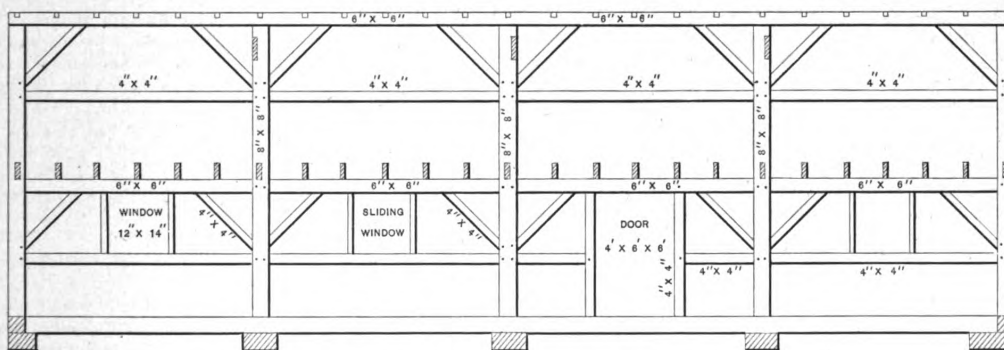 6"X 6"
6"X 6"
4"X 4"
4"X 4"
4"X 4"
4"X 4"
8"X 8"
8"X 8"
8"X 8"
6"X 6"
6"X 6"
6"X 6"
6"X 6"
WINDOW
12"X 14"
4"X 4"
SLIDING
WINDOW
4"X 4"
DOOR
4'X 6'X 6'
4"X 4"
4"X 4"
4"X 4"